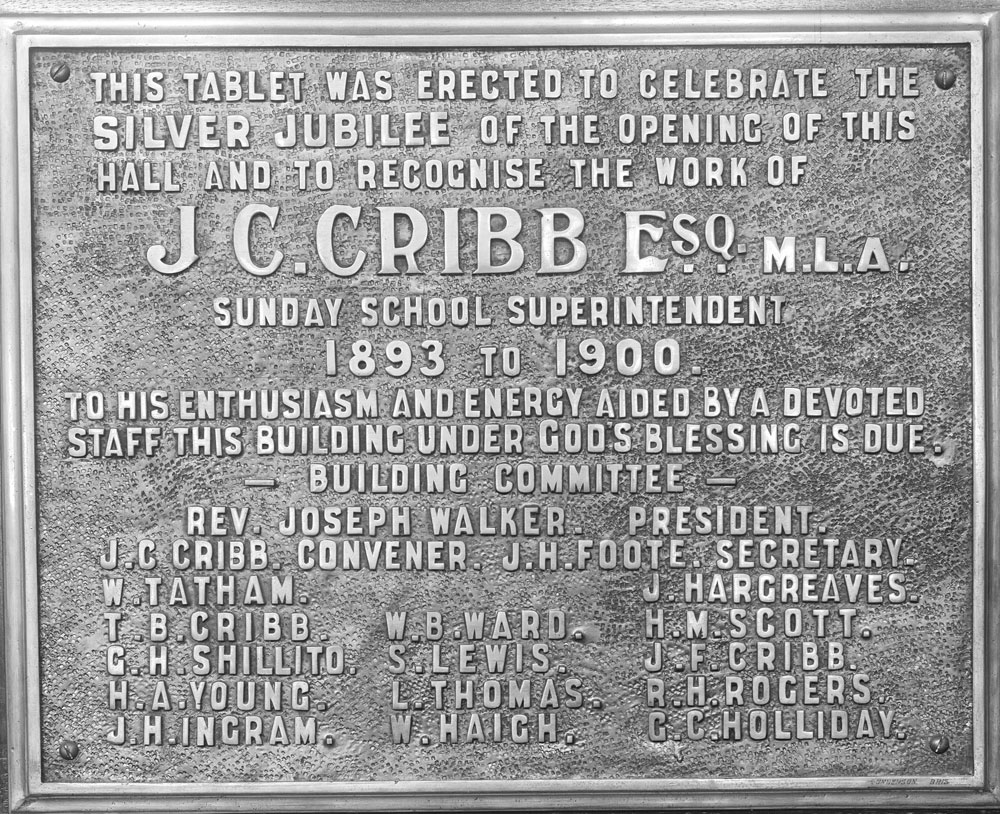 THIS TABLET WAS ERECTED TO CELEBRATE THE
SILVER JUBILEE OF THE OPENING OF THIS
HALL AND TO RECOGNISE THE WORK OF
J C. CRIBB ESQ. M.L.A.
SUNDAY SCHOOL SUPERINTENDENT
1893 TO 1900.
TO HIS ENTHUSIASM AND ENERGY AIDED BY A DEVOTED
STAFF THIS BUILDING UNDER GOD'S BLESSING IS DUE.
— BUILDING COMMITTEE —
REV. JOSEPH WALKER. PRESIDENT.
J.C CRIBB. CONVENER. J.H.FOOTE. SECRETARY.
W.TATHAM. J. HARGREAVES.
T.B.CRIBB. W.B.WARD. H.M.SCOTT.
G.H.SHILLITO. S.LEWIS. J.F.CRIBB.
H.A.YOUNG. L.THOMAS. R.H.ROGERS.
J.H.INGRAM. W.HAIGH. G.C.HOLLIDAY.